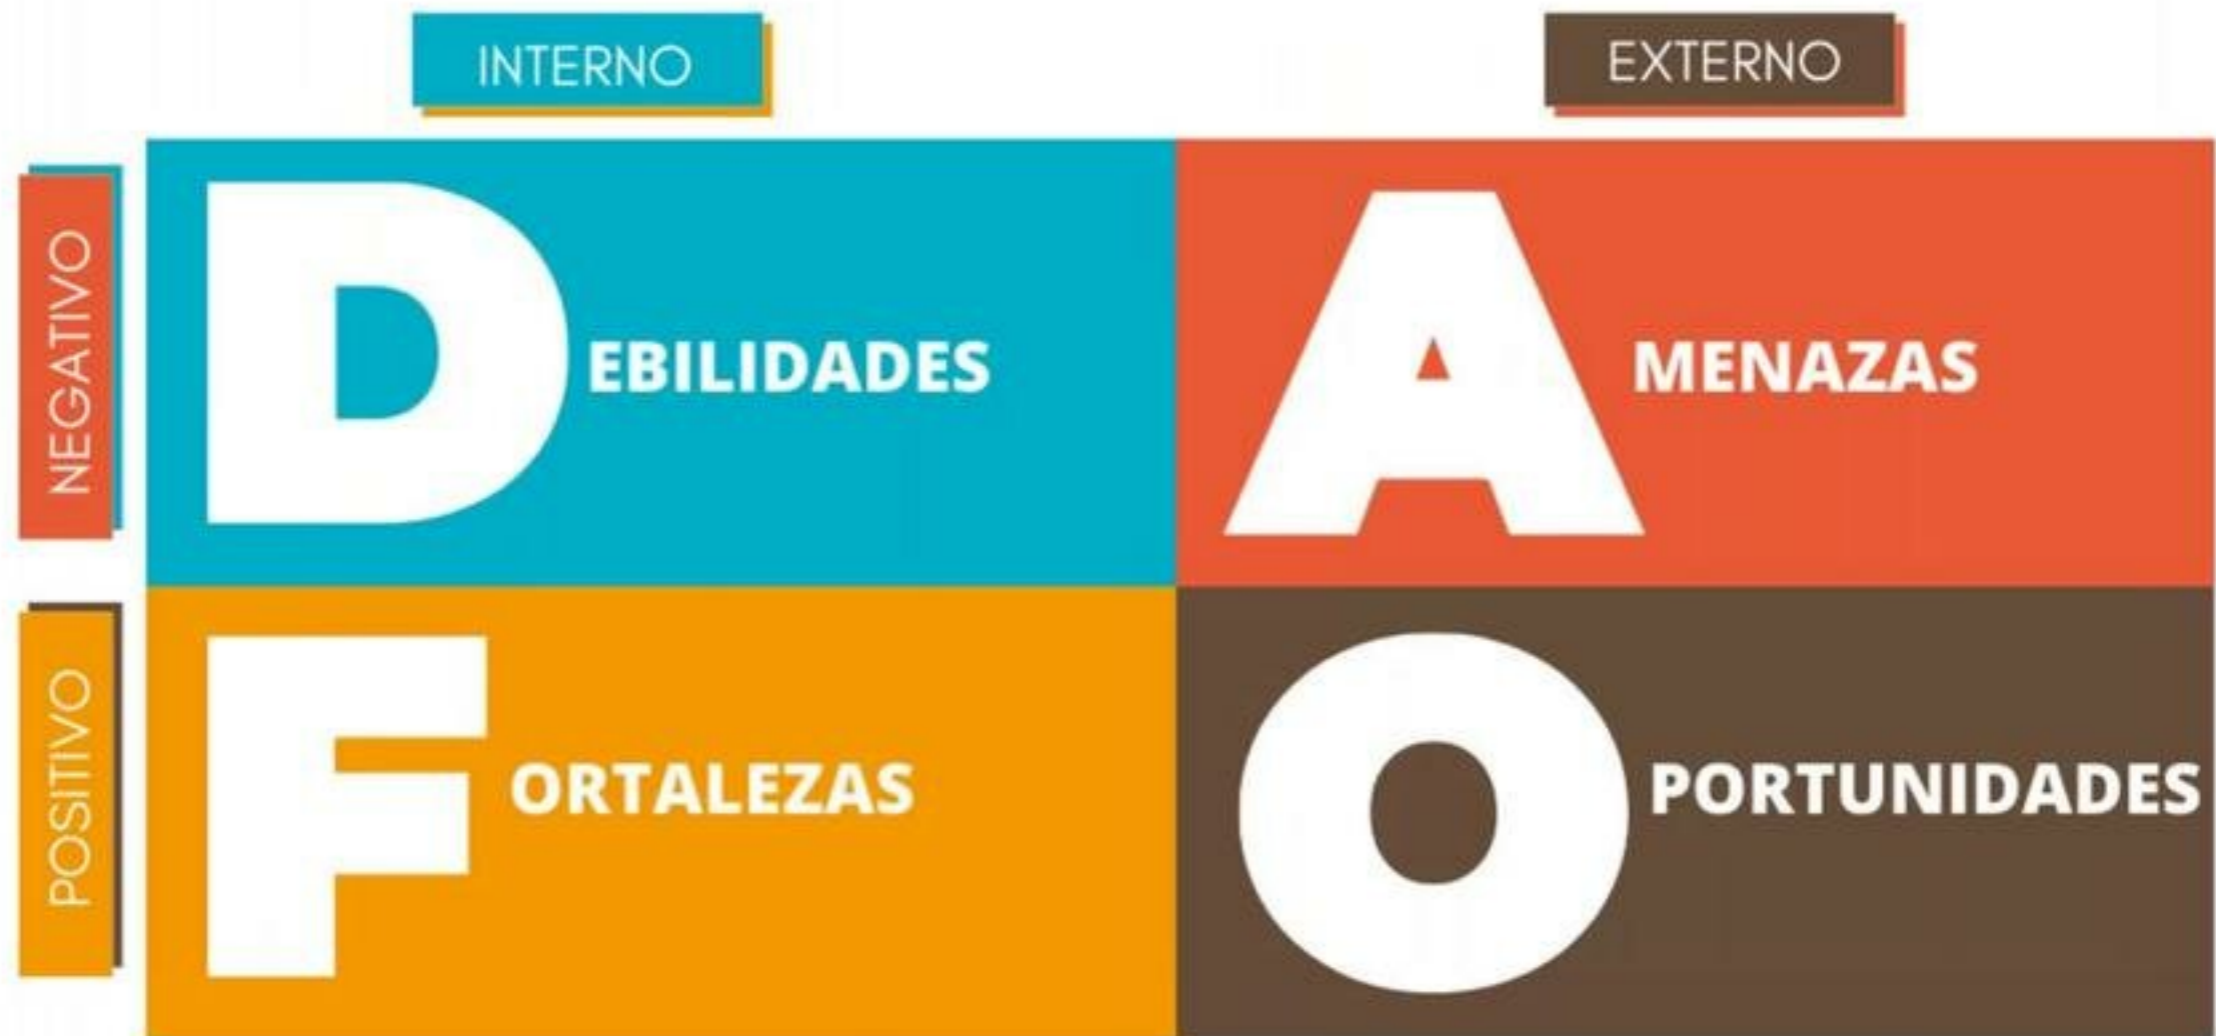 INTERNO
EXTERNO
NEGATIVO
DEBILIDADES
AMENAZAS
POSITIVO
FORTALEZAS
OPORTUNIDADES